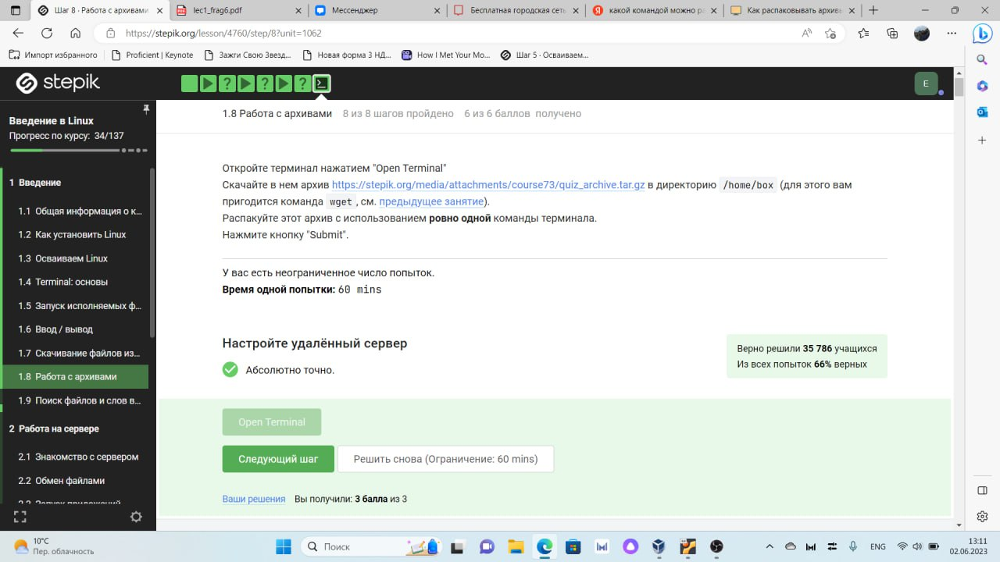 Шаг 8 – Работа с архива
lec1_frag6.pdf
Мессенджер
Бесплатная городская сеть
какой командой можно ра
Как распаковывать архивы
https://stepik.org/lesson/4760/step/8?unit=1062
Импорт избранного
Proficient | Keynote
Зажги Свою Звезд...
Новая форма 3 НД...
How I Met Your Mo...
Шаг 5 · Осваиваем...
stepik
E
Введение в Linux
Прогресс по курсу: 34/137
1 Введение
1.1 Общая информация о к...
1.2 Как установить Linux
1.3 Осваиваем Linux
1.4 Terminal: основы
1.5 Запуск исполняемых ф...
1.6 Ввод / вывод
1.7 Скачивание файлов из...
1.8 Работа с архивами
1.9 Поиск файлов и слов в...
2 Работа на сервере
2.1 Знакомство с сервером
2.2 Обмен файлами
2.3 Запуск приложений
1.8 Работа с архивами 8 из 8 шагов пройдено 6 из 6 баллов получено
Откройте терминал нажатием "Open Terminal"
Скачайте в нем архив https://stepik.org/media/attachments/course73/quiz_archive.tar.gz в директорию /home/box (для этого вам
пригодится команда wget, см. предыдущее занятие).
Распакуйте этот архив с использованием ровно одной команды терминала.
Нажмите кнопку "Submit".
У вас есть неограниченное число попыток.
Время одной попытки: 60 mins
Настройте удалённый сервер
Абсолютно точно.
Верно решили 35 786 учащихся
Из всех попыток 66% верных
Open Terminal
Следующий шаг
Решить снова (Ограничение: 60 mins)
Ваши решения Вы получили: 3 балла из 3
10°C
Пер. облачность
Поиск
ENG
13:11
02.06.2023